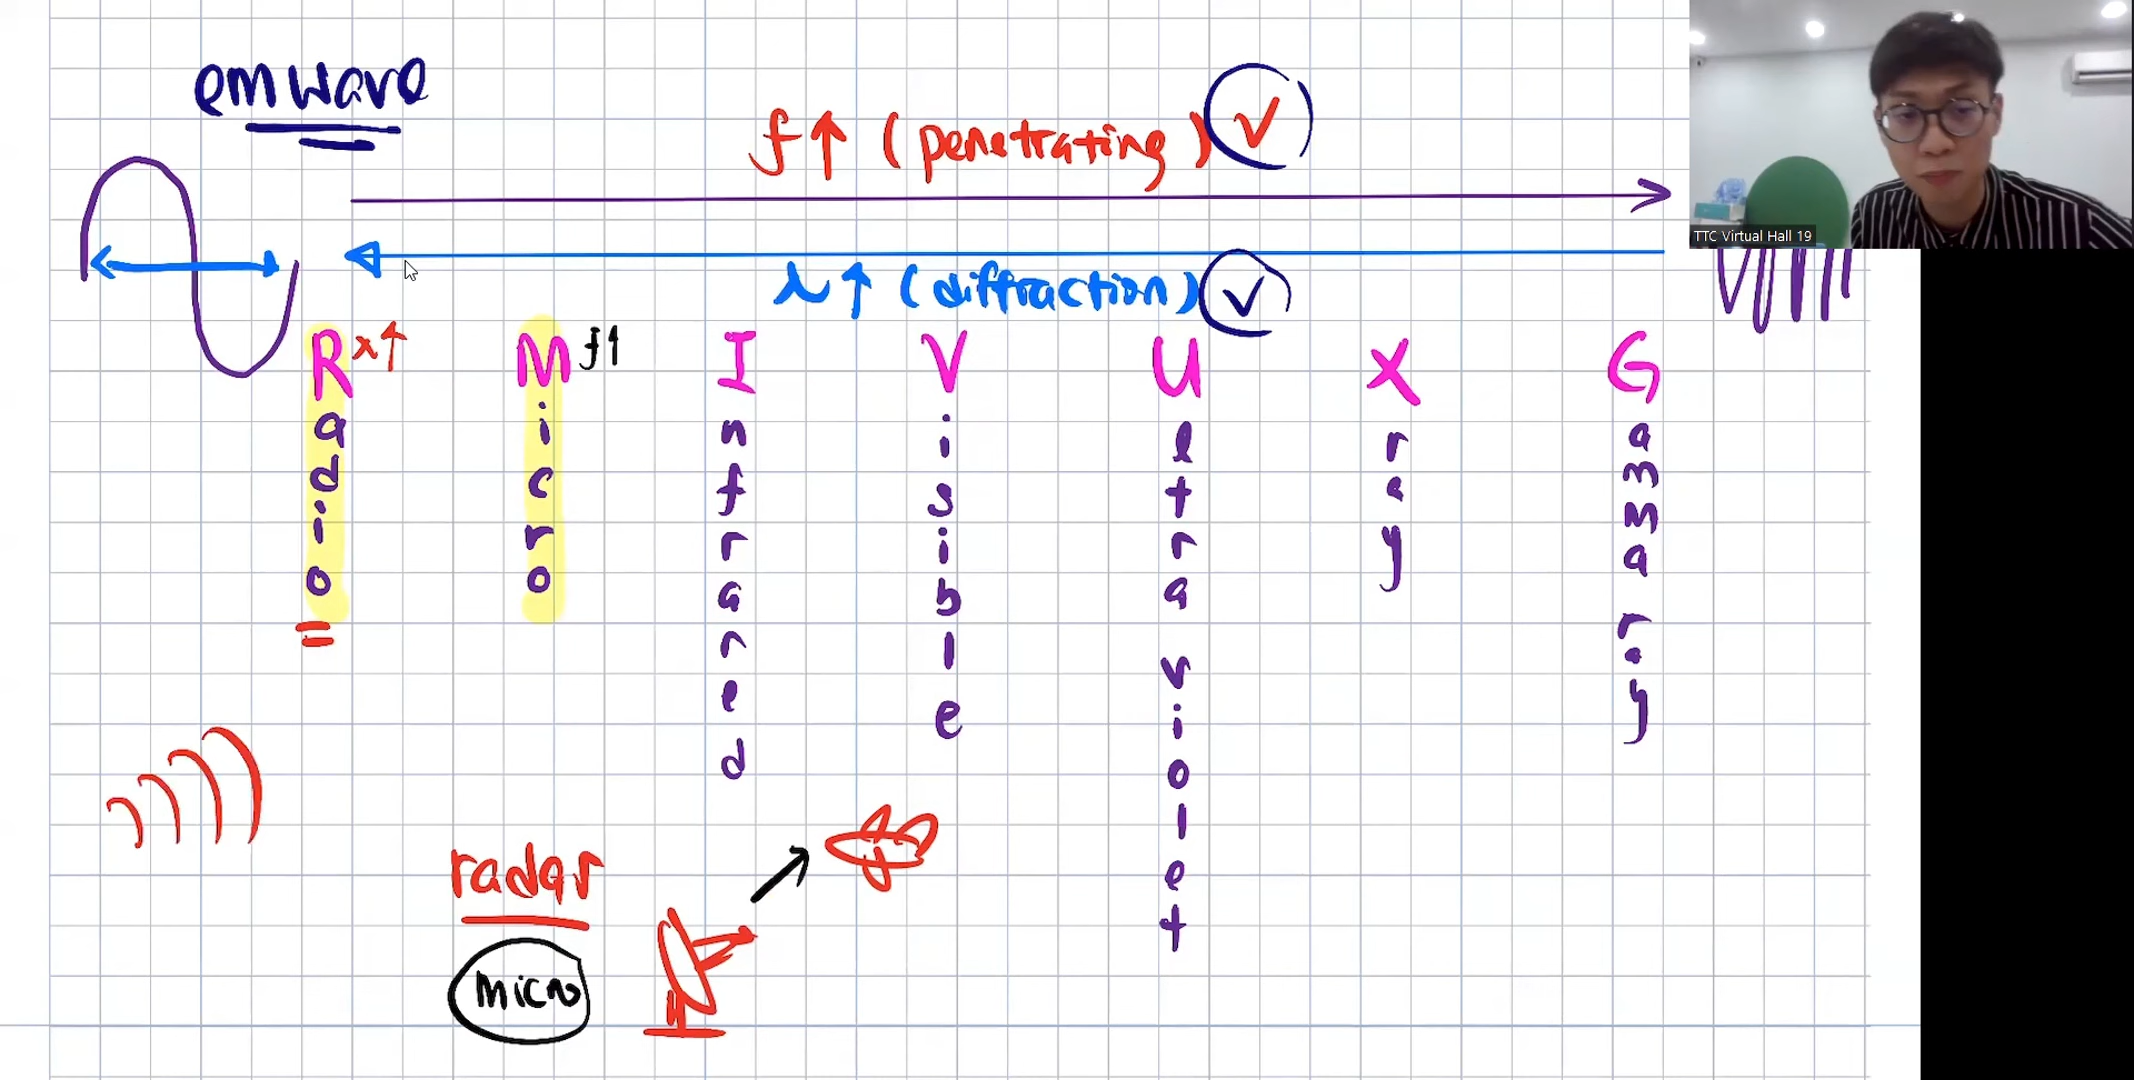 em wave
f↑ (penetrating) ✓
λ↑ (diffraction) ✓
TTC Virtual Hall 19
Radio λ↑
Micro f↑
Infrared
Visible
Ultra violet
X ray
Gamma ray
radar
micro